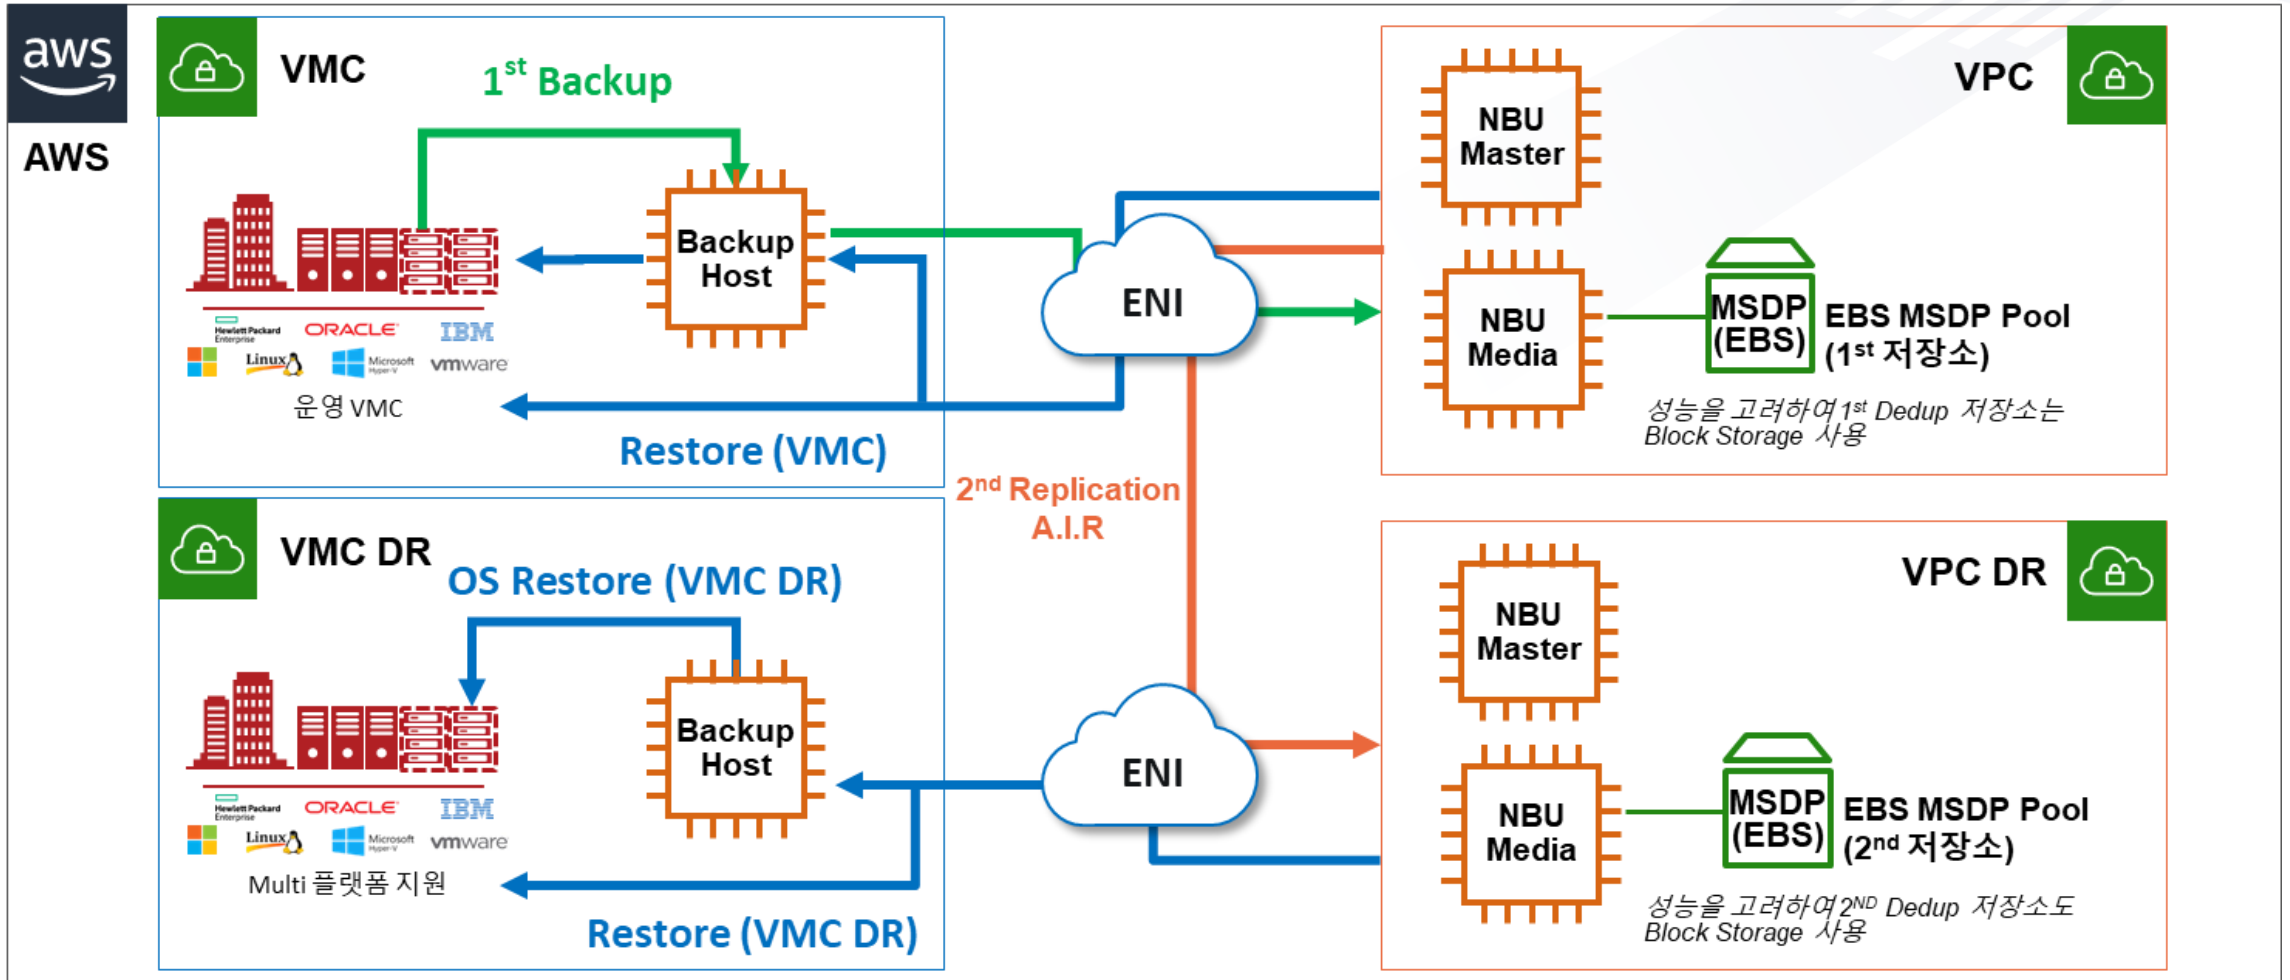 aws
AWS
VMC
1st Backup
Backup
Host
Hewlett Packard
Enterprise
ORACLE
IBM
Linux
Microsoft
Hyper-V
vmware
운영 VMC
Restore (VMC)
ENI
2nd Replication
A.I.R
VPC
NBU
Master
NBU
Media
MSDP
(EBS)
EBS MSDP Pool
(1st 저장소)
성능을 고려하여 1st Dedup 저장소는
Block Storage 사용
VMC DR
OS Restore (VMC DR)
Backup
Host
Hewlett Packard
Enterprise
ORACLE
IBM
Linux
Microsoft
Hyper-V
vmware
Multi 플랫폼 지원
Restore (VMC DR)
ENI
VPC DR
NBU
Master
NBU
Media
MSDP
(EBS)
EBS MSDP Pool
(2nd 저장소)
성능을 고려하여 2ND Dedup 저장소도
Block Storage 사용